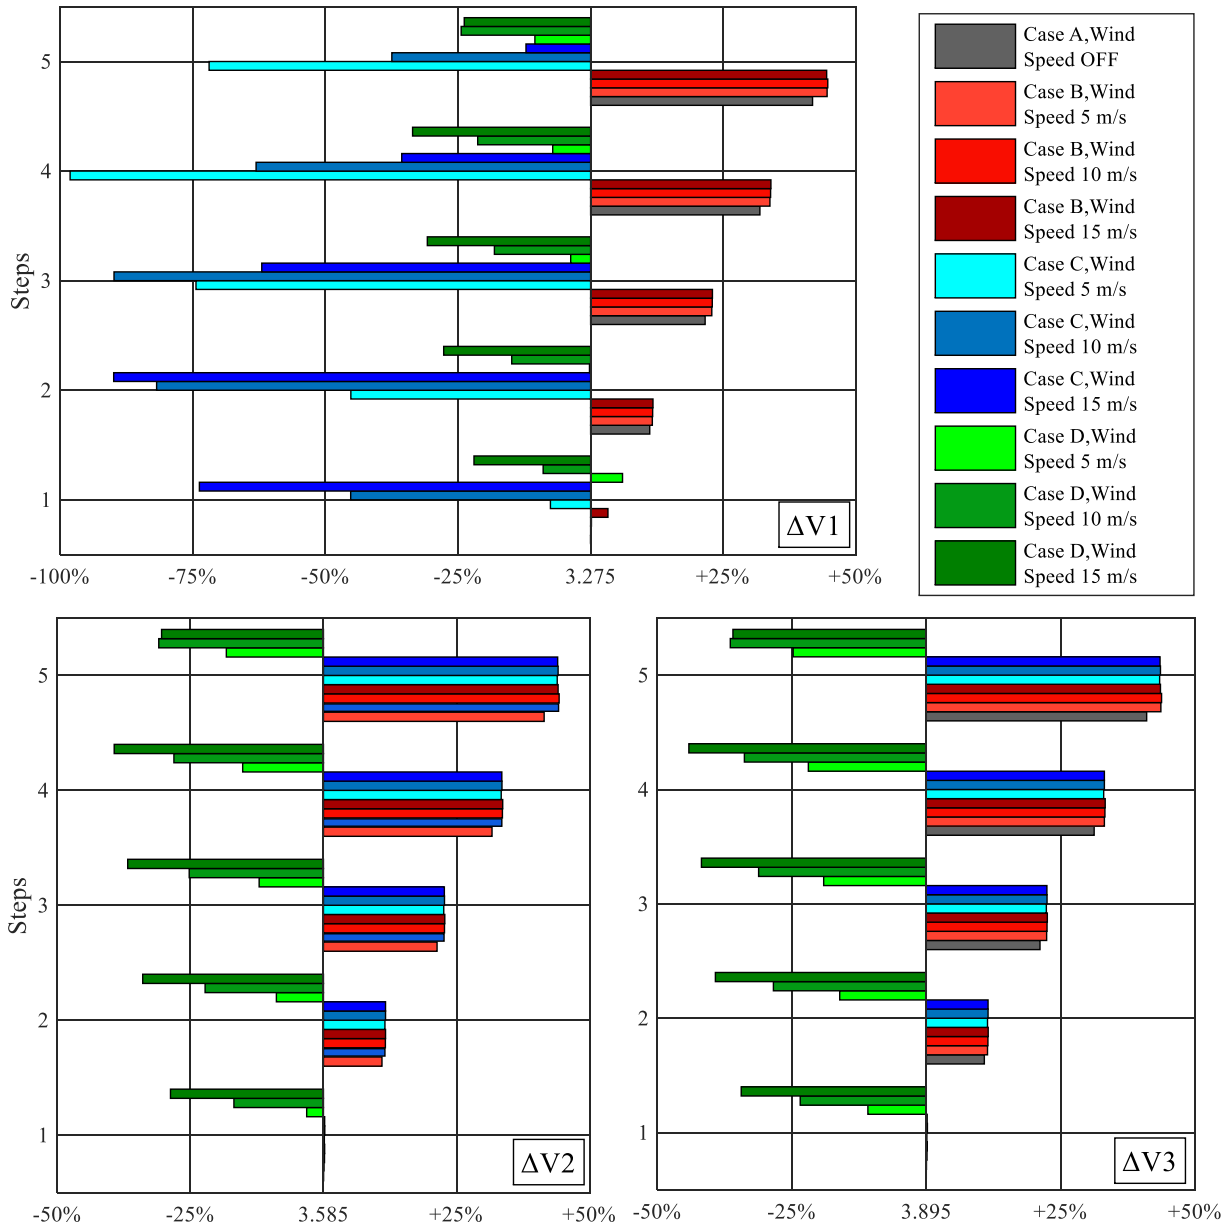 5
4
3
2
1
Steps
ΔV1
-100%
-75%
-50%
-25%
3.275
+25%
+50%
Case A,Wind
Speed OFF
Case B,Wind
Speed 5 m/s
Case B,Wind
Speed 10 m/s
Case B,Wind
Speed 15 m/s
Case C,Wind
Speed 5 m/s
Case C,Wind
Speed 10 m/s
Case C,Wind
Speed 15 m/s
Case D,Wind
Speed 5 m/s
Case D,Wind
Speed 10 m/s
Case D,Wind
Speed 15 m/s
5
4
3
2
1
Steps
ΔV2
-50%
-25%
3.585
+25%
+50%
5
4
3
2
1
ΔV3
-50%
-25%
3.895
+25%
+50%